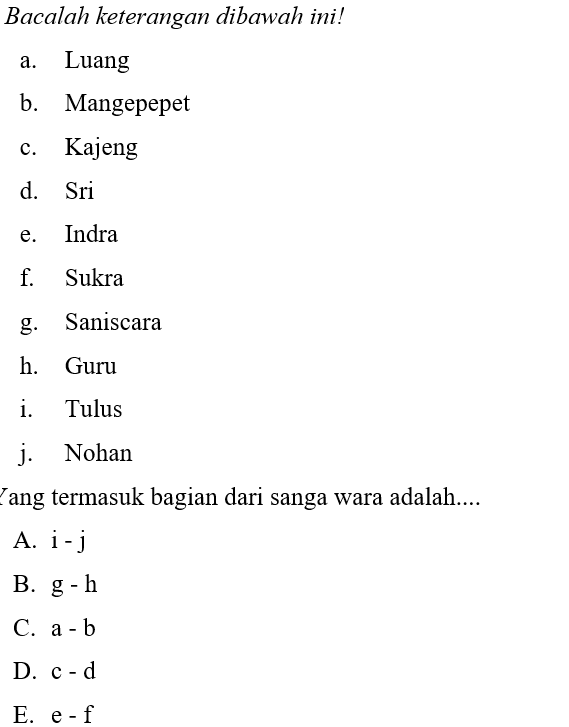 Bacalah keterangan dibawah ini!
a. Luang
b. Mangepepet
c. Kajeng
d. Sri
e. Indra
f. Sukra
g. Saniscara
h. Guru
i. Tulus
j. Nohan
Yang termasuk bagian dari sanga wara adalah....
A. i - j
B. g - h
C. a - b
D. c - d
E. e - f